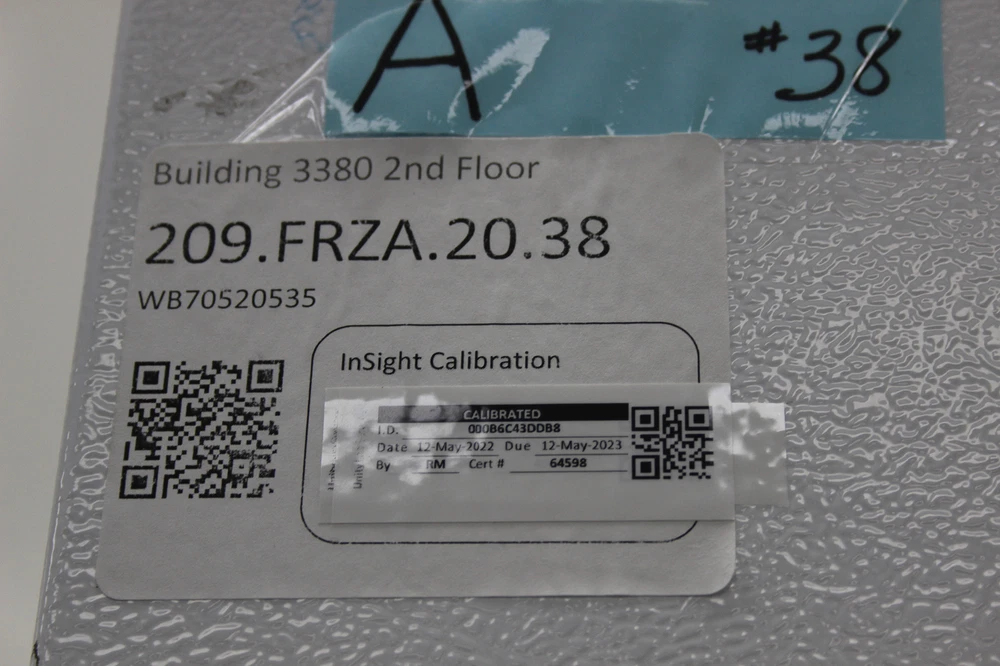 A #38
Building 3380 2nd Floor
209.FRZA.20.38
WB70520535
InSight Calibration
CALIBRATED
I.D. 000B6C43DDB8
Date 12-May-2022 Due 12-May-2023
By RM Cert # 64598